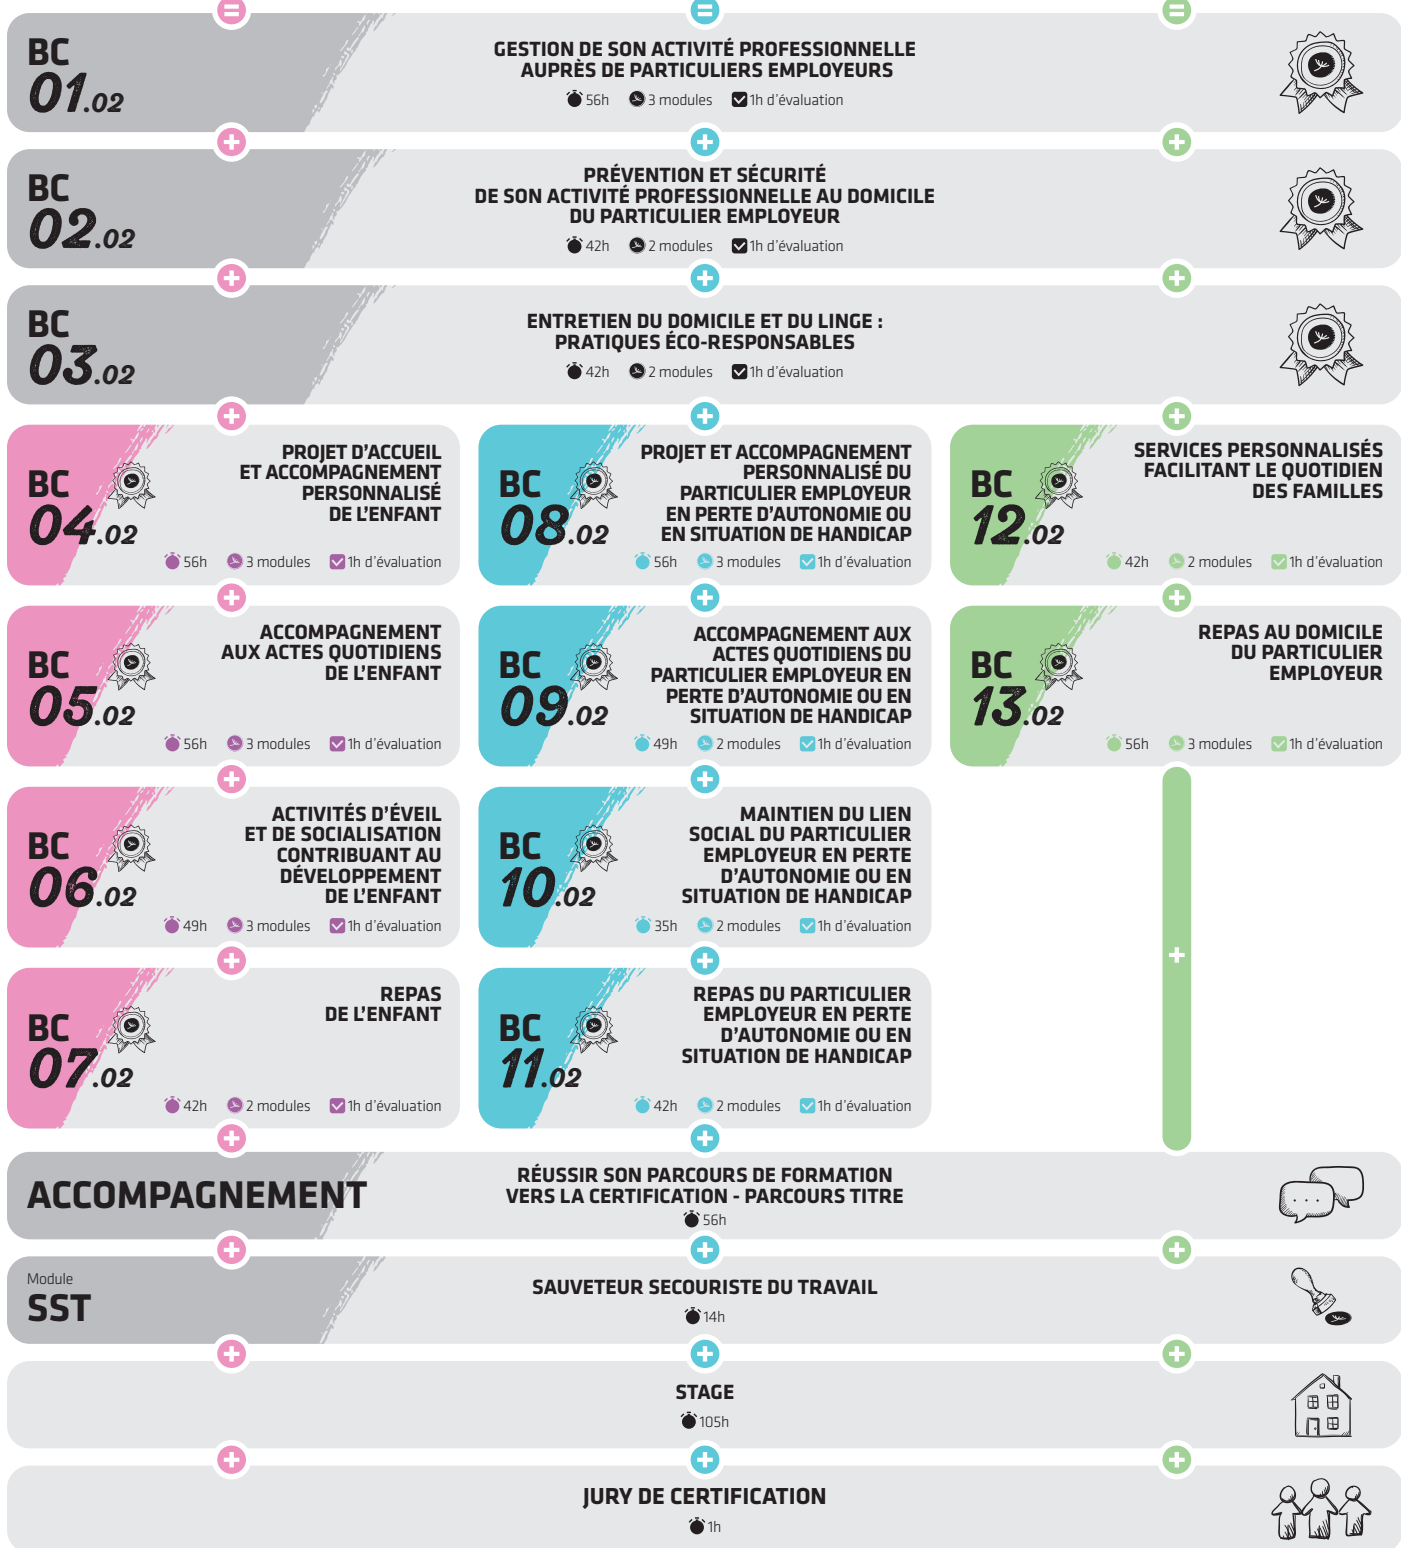 BC
01.02
GESTION DE SON ACTIVITÉ PROFESSIONNELLE
AUPRÈS DE PARTICULIERS EMPLOYEURS
56h 3 modules 1h d'évaluation
BC
02.02
PRÉVENTION ET SÉCURITÉ
DE SON ACTIVITÉ PROFESSIONNELLE AU DOMICILE
DU PARTICULIER EMPLOYEUR
42h 2 modules 1h d'évaluation
BC
03.02
ENTRETIEN DU DOMICILE ET DU LINGE :
PRATIQUES ÉCO-RESPONSABLES
42h 2 modules 1h d'évaluation
BC
04.02
PROJET D'ACCUEIL
ET ACCOMPAGNEMENT
PERSONNALISÉ
DE L'ENFANT
56h 3 modules 1h d'évaluation
BC
08.02
PROJET ET ACCOMPAGNEMENT
PERSONNALISÉ DU
PARTICULIER EMPLOYEUR
EN PERTE D'AUTONOMIE OU
EN SITUATION DE HANDICAP
56h 3 modules 1h d'évaluation
BC
12.02
SERVICES PERSONNALISÉS
FACILITANT LE QUOTIDIEN
DES FAMILLES
42h 2 modules 1h d'évaluation
BC
05.02
ACCOMPAGNEMENT
AUX ACTES QUOTIDIENS
DE L'ENFANT
56h 3 modules 1h d'évaluation
BC
09.02
ACCOMPAGNEMENT AUX
ACTES QUOTIDIENS DU
PARTICULIER EMPLOYEUR EN
PERTE D'AUTONOMIE OU EN
SITUATION DE HANDICAP
49h 2 modules 1h d'évaluation
BC
13.02
REPAS AU DOMICILE
DU PARTICULIER
EMPLOYEUR
56h 3 modules 1h d'évaluation
BC
06.02
ACTIVITÉS D'ÉVEIL
ET DE SOCIALISATION
CONTRIBUANT AU
DÉVELOPPEMENT
DE L'ENFANT
49h 3 modules 1h d'évaluation
BC
10.02
MAINTIEN DU LIEN
SOCIAL DU PARTICULIER
EMPLOYEUR EN PERTE
D'AUTONOMIE OU EN
SITUATION DE HANDICAP
35h 2 modules 1h d'évaluation
BC
07.02
REPAS
DE L'ENFANT
42h 2 modules 1h d'évaluation
BC
11.02
REPAS DU PARTICULIER
EMPLOYEUR EN PERTE
D'AUTONOMIE OU EN
SITUATION DE HANDICAP
42h 2 modules 1h d'évaluation
ACCOMPAGNEMENT
RÉUSSIR SON PARCOURS DE FORMATION
VERS LA CERTIFICATION - PARCOURS TITRE
56h
Module
SST
SAUVETEUR SECOURISTE DU TRAVAIL
14h
STAGE
105h
JURY DE CERTIFICATION
1h